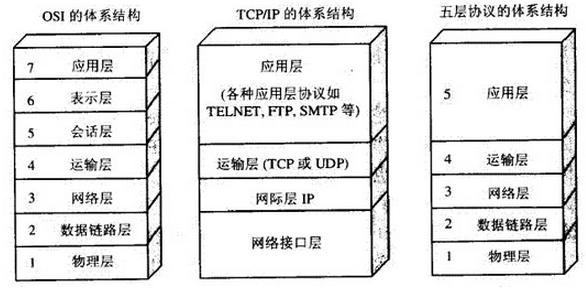 OSI 的体系结构
7 应用层
6 表示层
5 会话层
4 运输层
3 网络层
2 数据链路层
1 物理层
TCP/IP 的体系结构
应用层
(各种应用层协议如
TELNET, FTP, SMTP 等)
运输层 (TCP 或 UDP)
网际层 IP
网络接口层
五层协议的体系结构
5 应用层
4 运输层
3 网络层
2 数据链路层
1 物理层